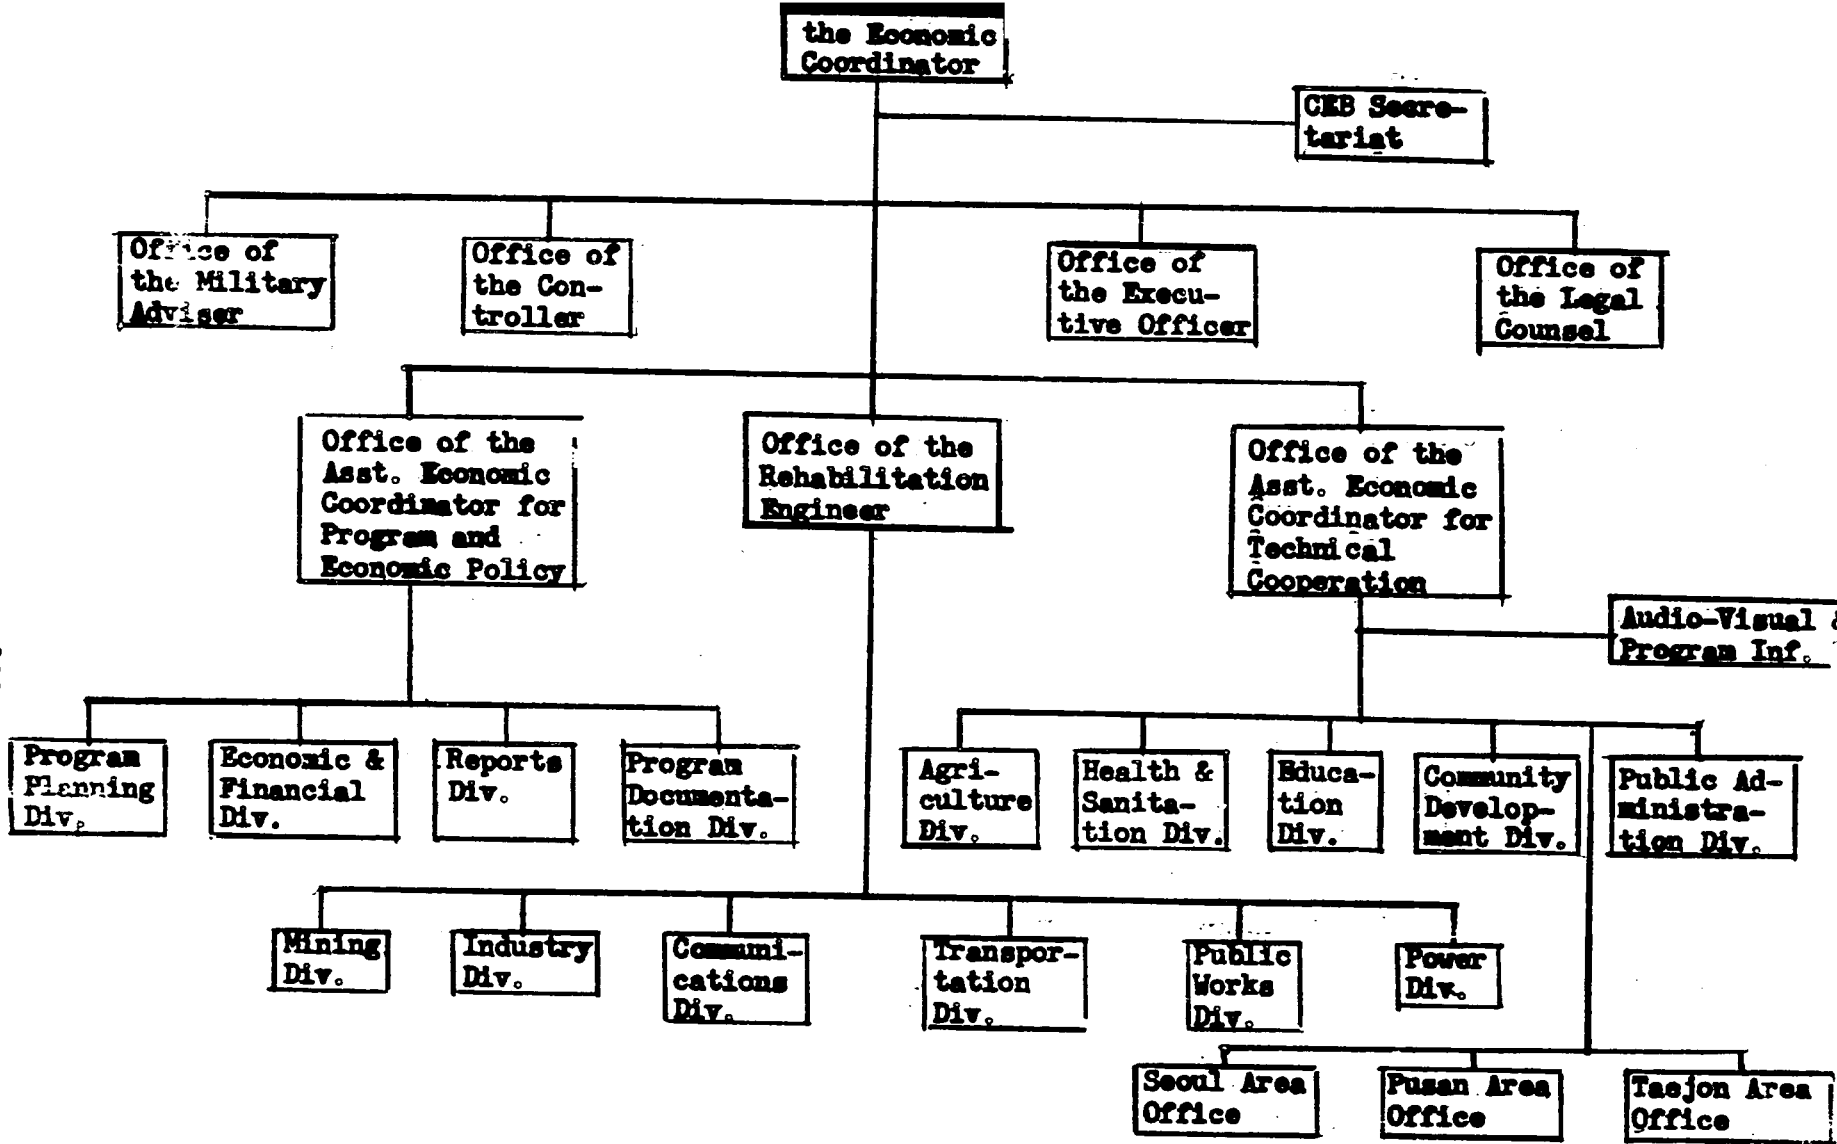 the Economic
Coordinator
CEB Secre-
tariat
Office of
the Military
Adviser
Office of
the Con-
troller
Office of
the Execu-
tive Officer
Office of
the Legal
Counsel
Office of the
Asst. Economic
Coordinator for
Program and
Economic Policy
Office of the
Rehabilitation
Engineer
Office of the
Asst. Economic
Coordinator for
Technical
Cooperation
Audio-Visual &
Program Inf.
Program
Planning
Div.
Economic &
Financial
Div.
Reports
Div.
Program
Documenta-
tion Div.
Agri-
culture
Div.
Health &
Sanita-
tion Div.
Educa-
tion
Div.
Community
Develop-
ment Div.
Public Ad-
ministra-
tion Div.
Mining
Div.
Industry
Div.
Communi-
cations
Div.
Transpor-
tation
Div.
Public
Works
Div.
Power
Div.
Seoul Area
Office
Pusan Area
Office
Taejon Area
Office